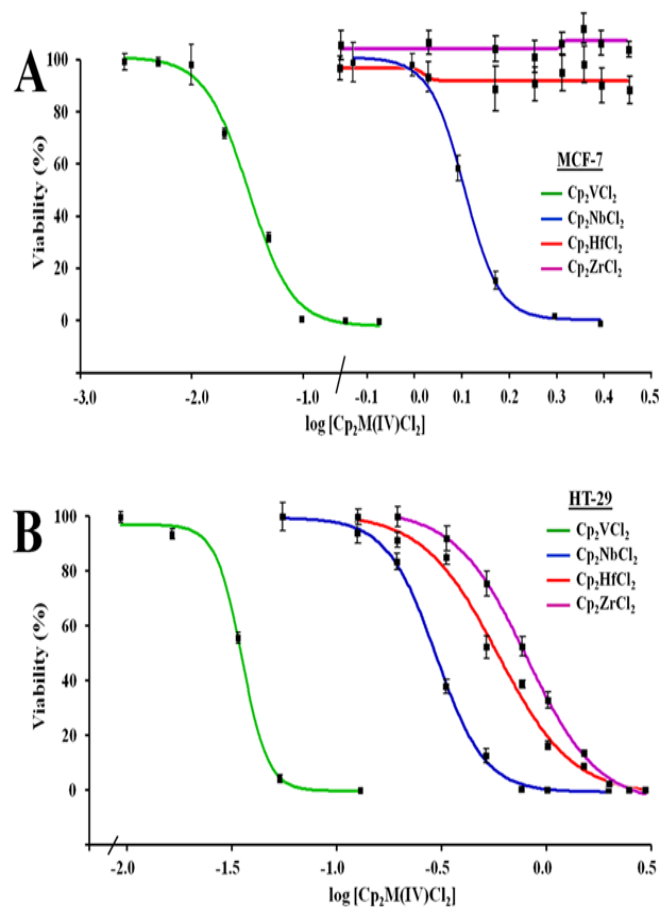 A
Viability (%)
100
80
60
40
20
0
MCF-7
Cp₂VCl₂
Cp₂NbCl₂
Cp₂HfCl₂
Cp₂ZrCl₂
-3.0 -2.0 -1.0 -0.1 0.0 0.1 0.2 0.3 0.4 0.5
log [Cp₂M(IV)Cl₂]
B
Viability (%)
100
80
60
40
20
0
HT-29
Cp₂VCl₂
Cp₂NbCl₂
Cp₂HfCl₂
Cp₂ZrCl₂
-2.0 -1.5 -1.0 -0.5 0.0 0.5
log [Cp₂M(IV)Cl₂]